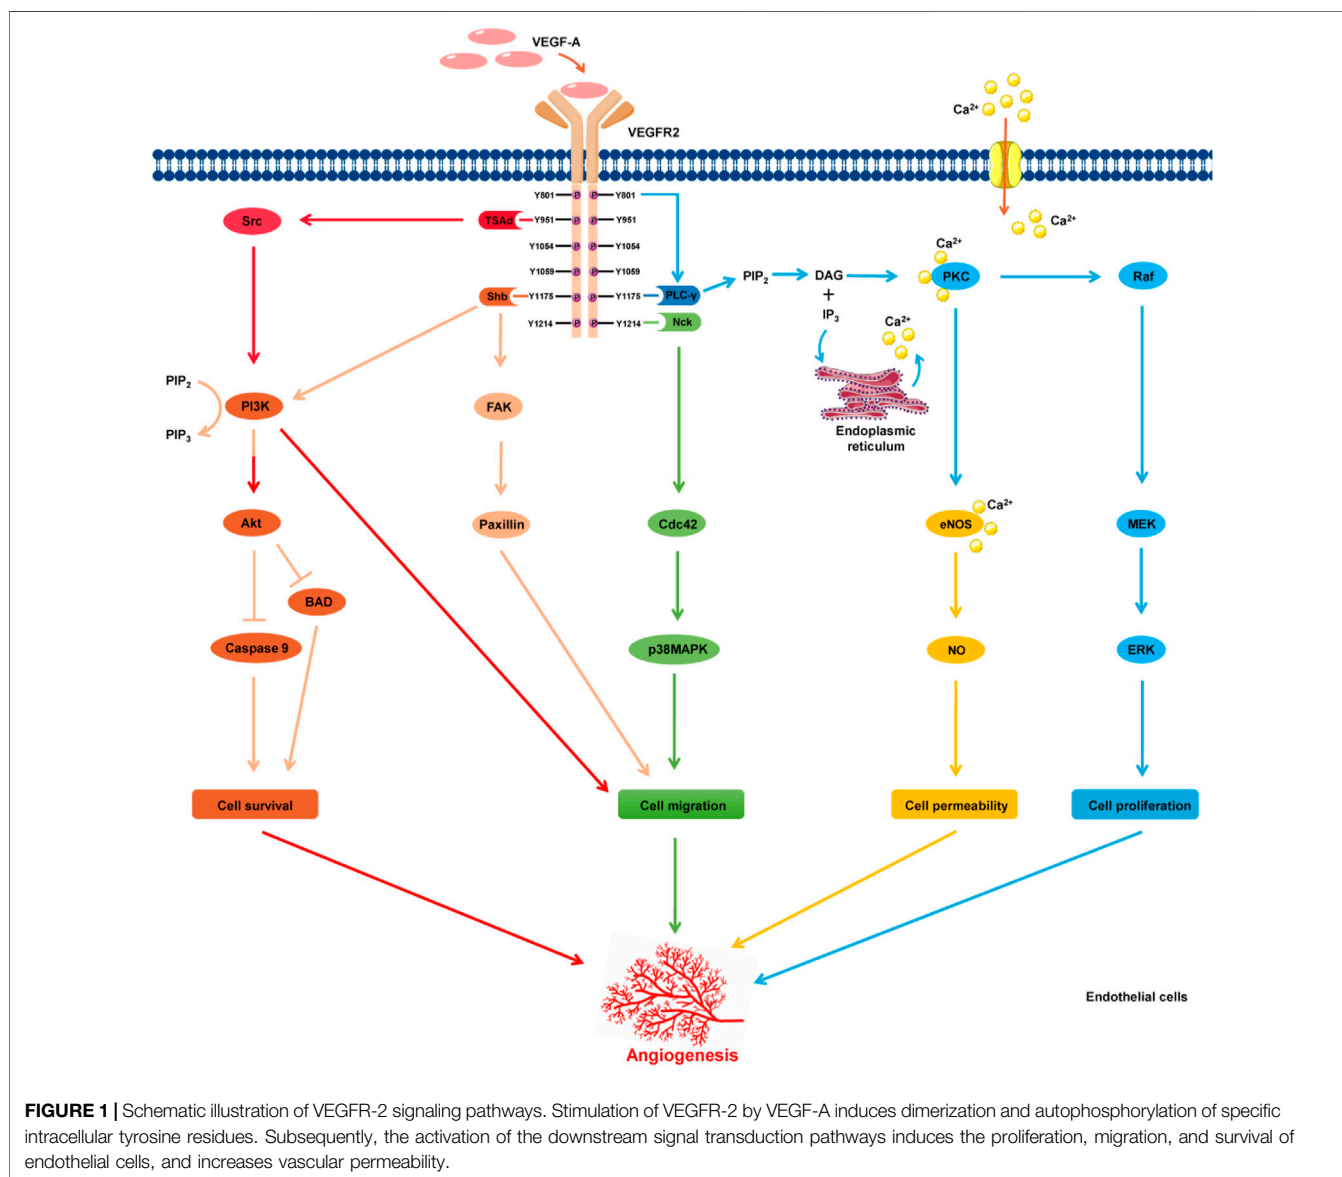 VEGF-A
VEGFR2
Ca²⁺
Ca²⁺
Y801 P P Y801
Src
TSAd Y951 P P Y951
Y1054 P P Y1054
Y1059 P P Y1059
Shb Y1175 P P Y1175 PLC-γ
Y1214 P P Y1214 Nck
Ca²⁺
PIP₂ DAG PKC Raf
+
IP₃
Ca²⁺
Endoplasmic
reticulum
PIP₂
PI3K
PIP₃
FAK
Akt
Paxillin
Cdc42
eNOS
Ca²⁺
MEK
BAD
Caspase 9
p38MAPK
NO
ERK
Cell survival
Cell migration
Cell permeability
Cell proliferation
Angiogenesis
Endothelial cells
FIGURE 1 | Schematic illustration of VEGFR-2 signaling pathways. Stimulation of VEGFR-2 by VEGF-A induces dimerization and autophosphorylation of specific
intracellular tyrosine residues. Subsequently, the activation of the downstream signal transduction pathways induces the proliferation, migration, and survival of
endothelial cells, and increases vascular permeability.